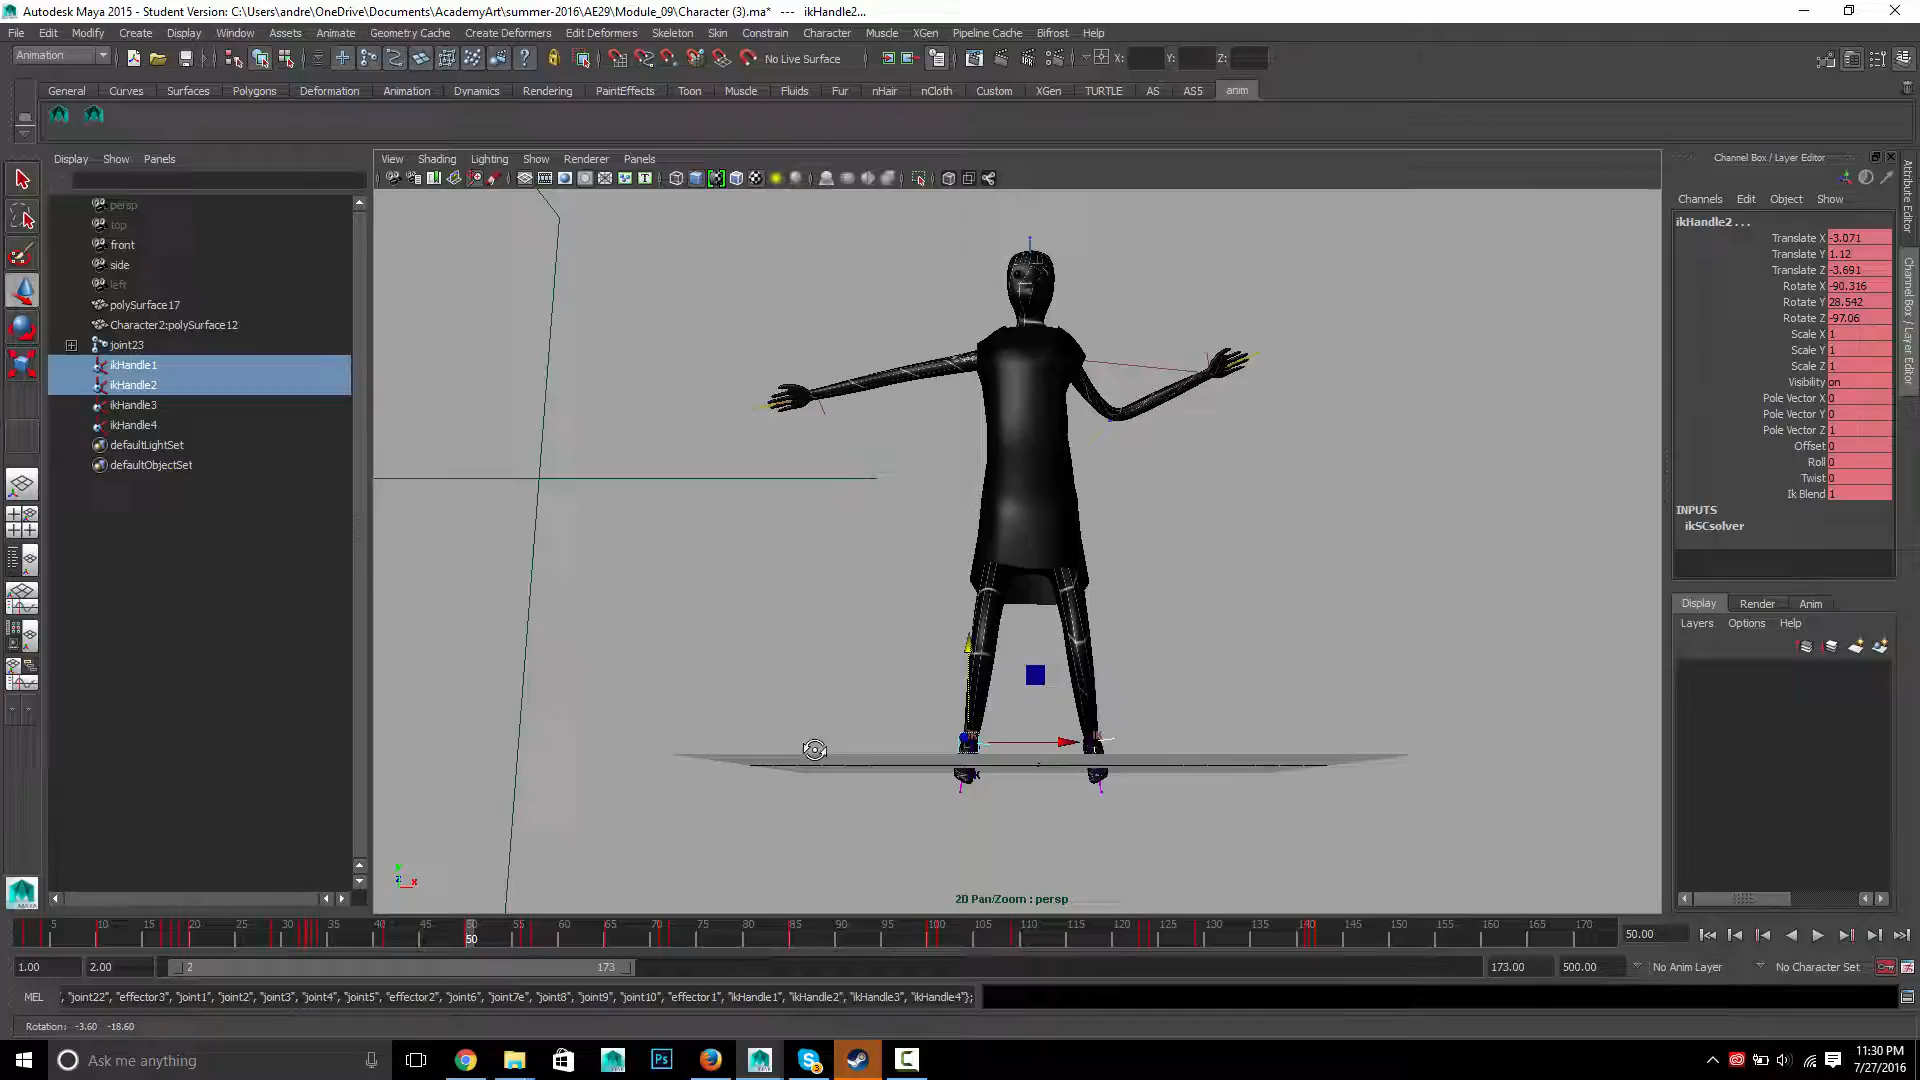 Autodesk Maya 2015 - Student Version: C:\Users\andre\OneDrive\Documents\AcademyArt\summer-2016\AE29\Module_09\Character (3).ma*   ---   ikHandle2...
File Edit Modify Create Display Window Assets Animate Geometry Cache Create Deformers Edit Deformers Skeleton Skin Constrain Character Muscle XGen Pipeline Cache Bifrost Help
Animation No Live Surface X: Y: Z:
General Curves Surfaces Polygons Deformation Animation Dynamics Rendering PaintEffects Toon Muscle Fluids Fur nHair nCloth Custom XGen TURTLE AS AS5 anim
Display Show Panels
View Shading Lighting Show Renderer Panels
Channel Box / Layer Editor
Channels Edit Object Show
persp
top
front
side
left
polySurface17
Character2:polySurface12
joint23
ikHandle1
ikHandle2
ikHandle3
ikHandle4
defaultLightSet
defaultObjectSet
ikHandle2 ...
Translate X -3.071
Translate Y 1.12
Translate Z -3.691
Rotate X -90.316
Rotate Y 28.542
Rotate Z -97.06
Scale X 1
Scale Y 1
Scale Z 1
Visibility on
Pole Vector X 0
Pole Vector Y 0
Pole Vector Z 1
Offset 0
Roll 0
Twist 0
Ik Blend 1
INPUTS
ikSCsolver
Attribute Editor
Channel Box / Layer Editor
Display Render Anim
Layers Options Help
2D Pan/Zoom : persp
5 10 15 20 25 30 35 40 45 50 55 60 65 70 75 80 85 90 95 100 105 110 115 120 125 130 135 140 145 150 155 160 165 170
50
50.00
1.00 2.00 2 173 173.00 500.00 No Anim Layer No Character Set
MEL , "joint22", "effector3", "joint1", "joint2", "joint3", "joint4", "joint5", "effector2", "joint6", "joint7e", "joint8", "joint9", "joint10", "effector1", "ikHandle1", "ikHandle2", "ikHandle3", "ikHandle4"};
Rotation: -3.60 -18.60
Ask me anything
11:30 PM
7/27/2016